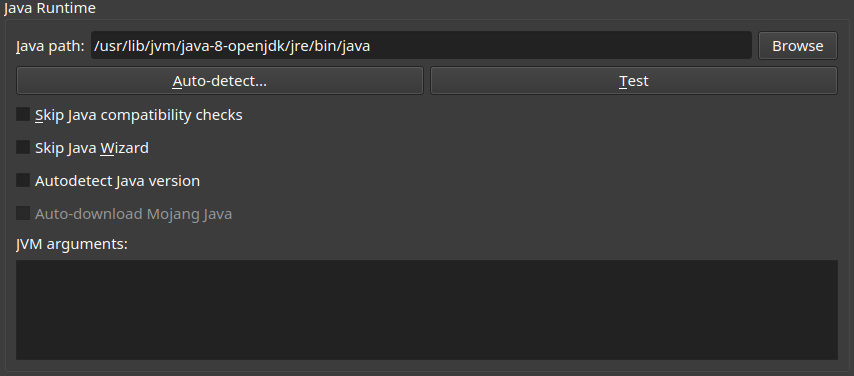 Java Runtime
Java path: /usr/lib/jvm/java-8-openjdk/jre/bin/java Browse
Auto-detect... Test
Skip Java compatibility checks
Skip Java Wizard
Autodetect Java version
Auto-download Mojang Java
JVM arguments: